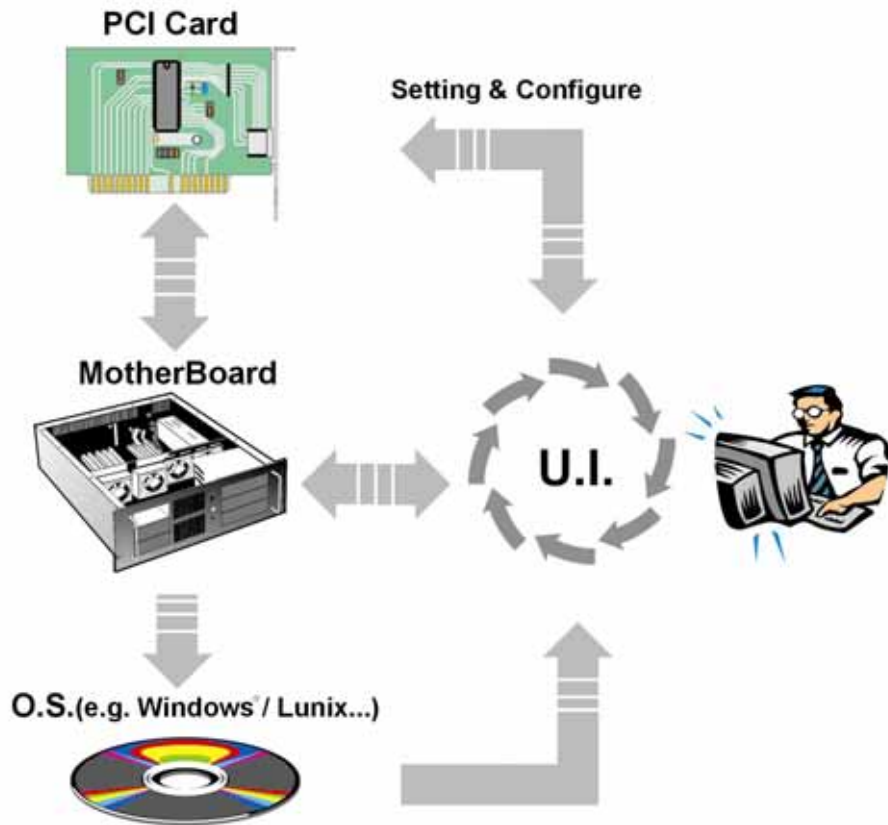 PCI Card
Setting & Configure
MotherBoard
U.I.
O.S.(e.g. Windows®/ Lunix...)